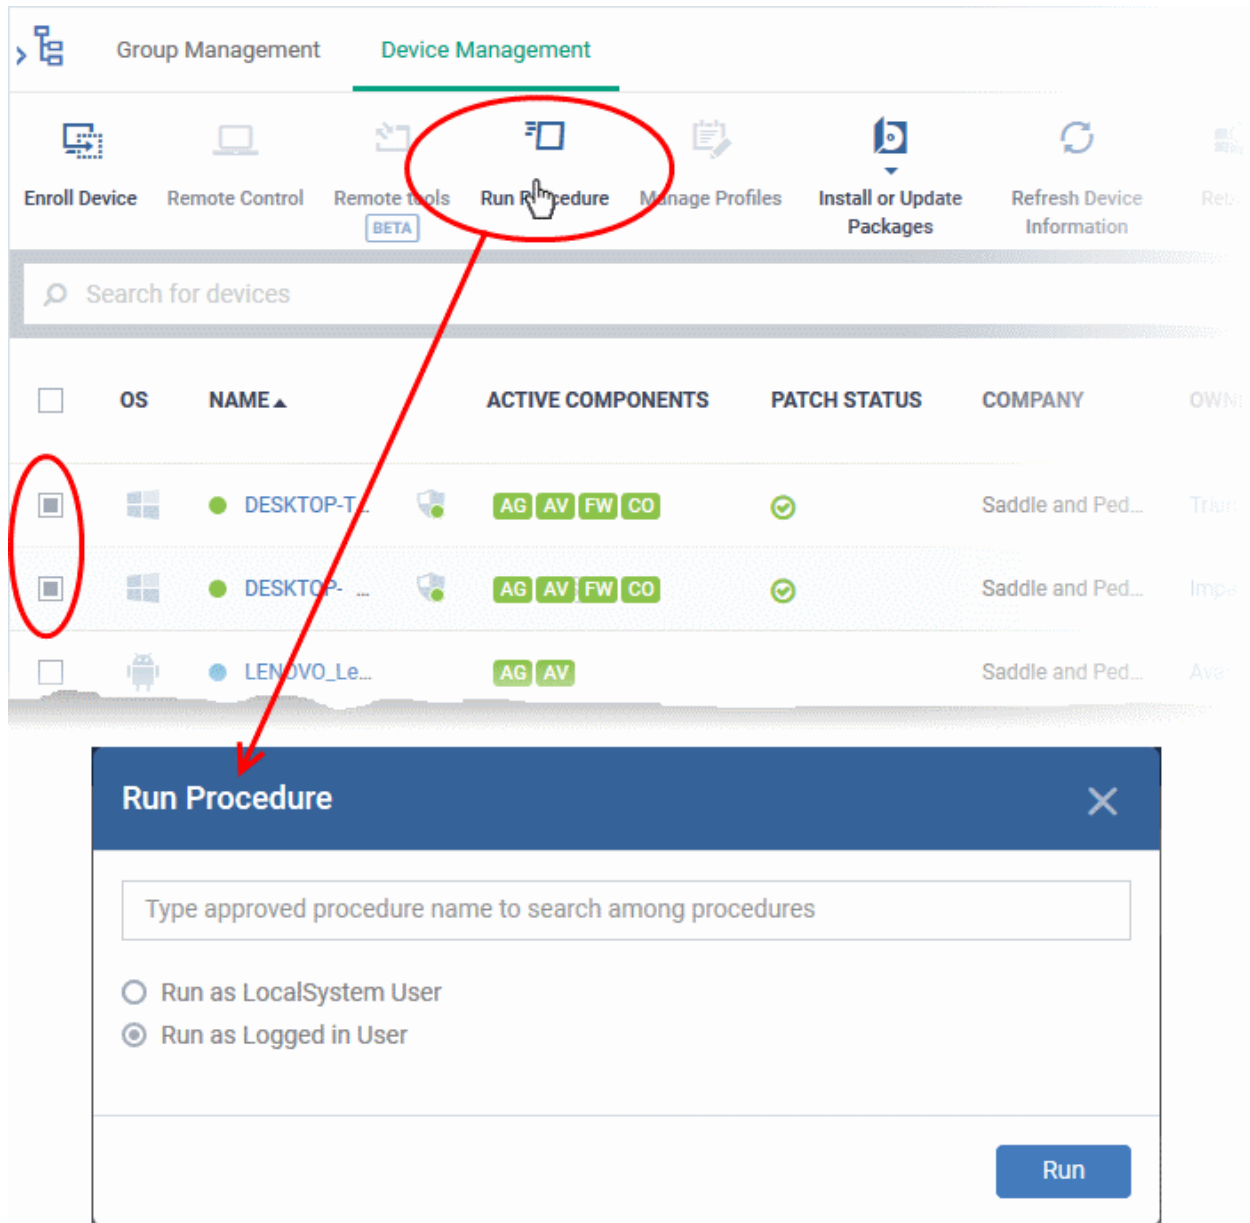 Group Management Device Management
Enroll Device Remote Control Remote tools Run Procedure Manage Profiles Install or Update Packages Refresh Device Information
BETA
Search for devices
OS NAME ACTIVE COMPONENTS PATCH STATUS COMPANY
DESKTOP-T... AG AV FW CO Saddle and Ped...
DESKTOP- ... AG AV FW CO Saddle and Ped...
LENOVO_Le... AG AV Saddle and Ped...
Run Procedure
Type approved procedure name to search among procedures
Run as LocalSystem User
Run as Logged in User
Run